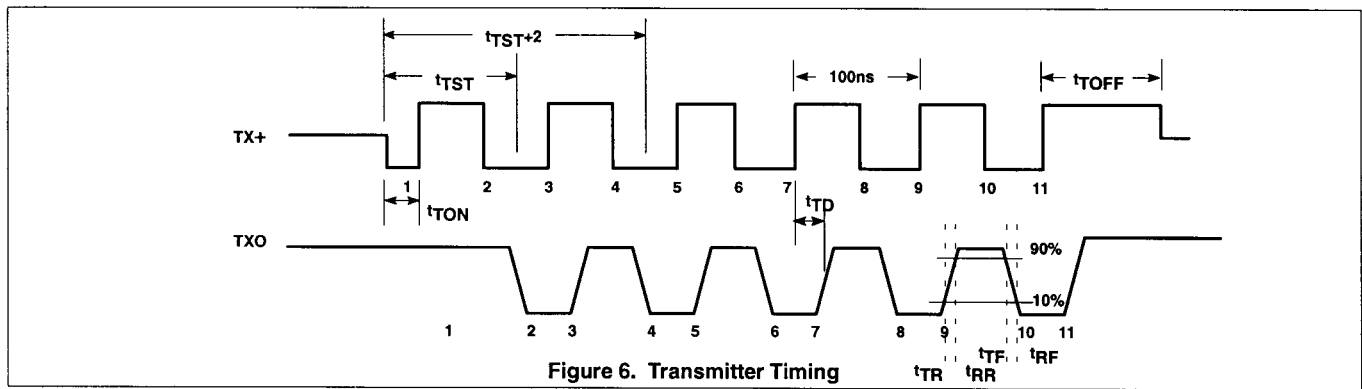 tTST+2
tTST
100ns
tTOFF
TX+
1 2 3 4 5 6 7 8 9 10 11
tTON
tTD
TXO
90%
10%
1 2 3 4 5 6 7 8 9 10 11
tTF tRF
tTR tRR
Figure 6. Transmitter Timing